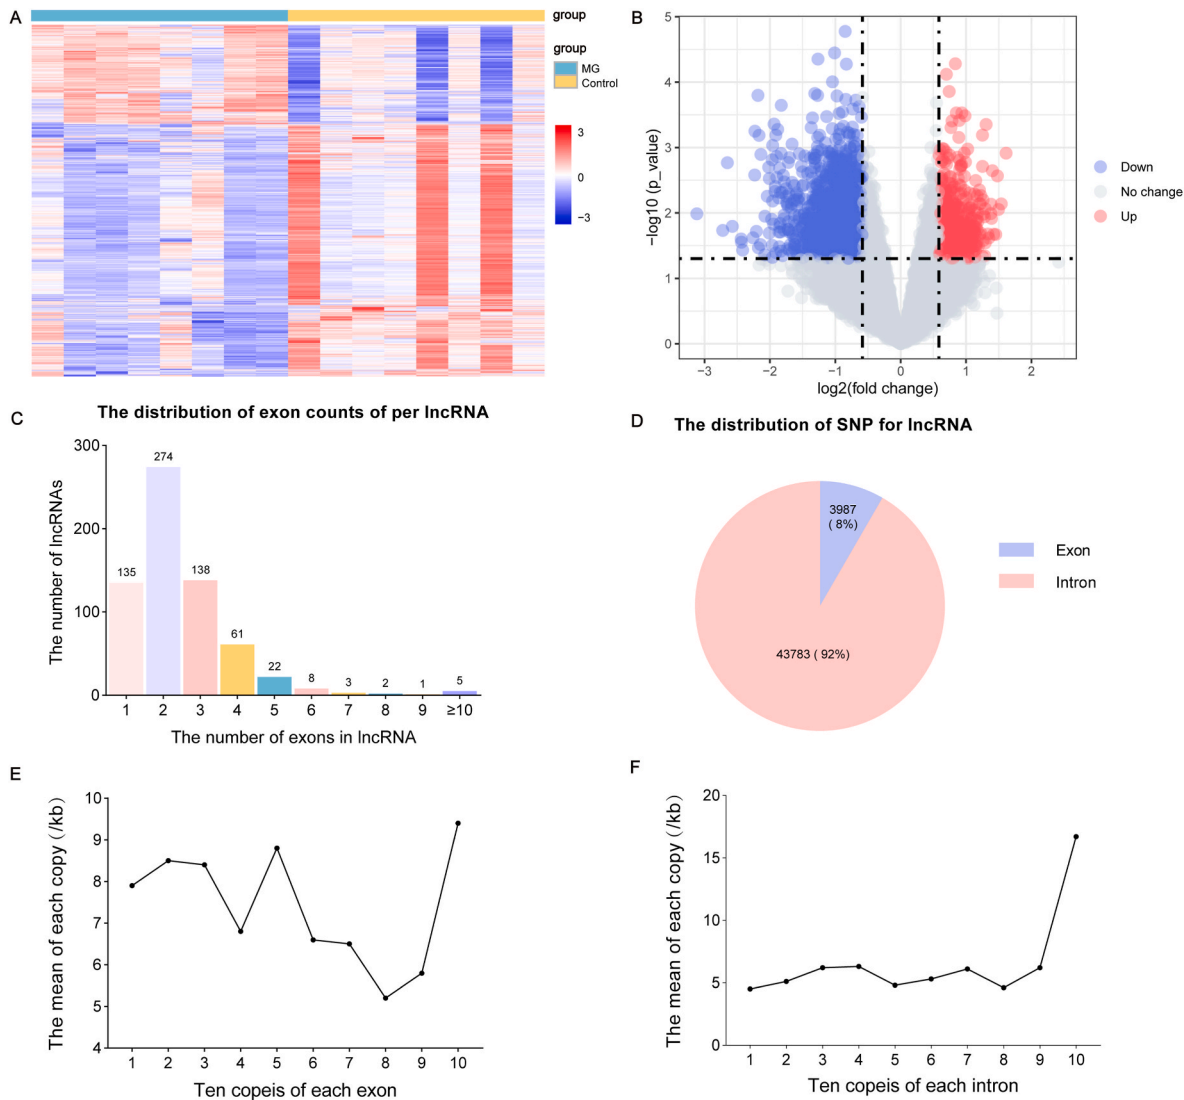 A
group
group
MG
Control
3
0
−3
B
5
4
3
2
1
0
−log10 (p_value)
−3
−2
−1
0
1
2
log2(fold change)
Down
No change
Up
C
The distribution of exon counts of per lncRNA
300
200
100
0
The number of lncRNAs
135
274
138
61
22
8
3
2
1
5
1
2
3
4
5
6
7
8
9
≥10
The number of exons in lncRNA
D
The distribution of SNP for lncRNA
3987
( 8%)
43783 ( 92%)
Exon
Intron
E
10
9
8
7
6
5
4
The mean of each copy (/kb)
1
2
3
4
5
6
7
8
9
10
Ten copeis of each exon
F
20
15
10
5
0
The mean of each copy (/kb)
1
2
3
4
5
6
7
8
9
10
Ten copeis of each intron